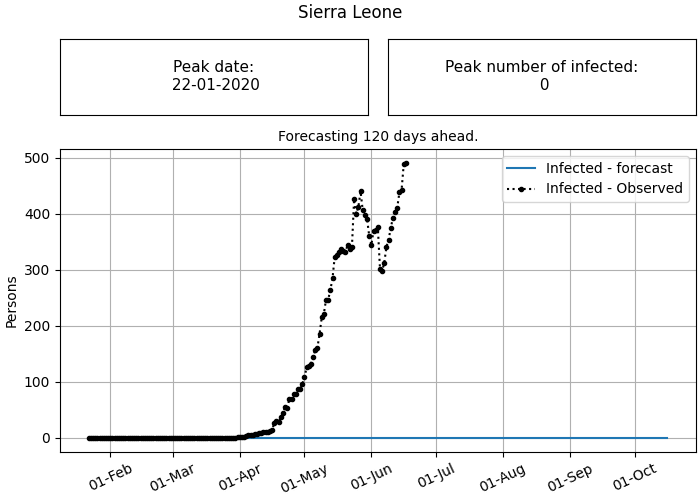 Sierra Leone
Peak date:
22-01-2020
Peak number of infected:
0
Forecasting 120 days ahead.
Infected - forecast
Infected - Observed
Persons
500
400
300
200
100
0
01-Feb
01-Mar
01-Apr
01-May
01-Jun
01-Jul
01-Aug
01-Sep
01-Oct